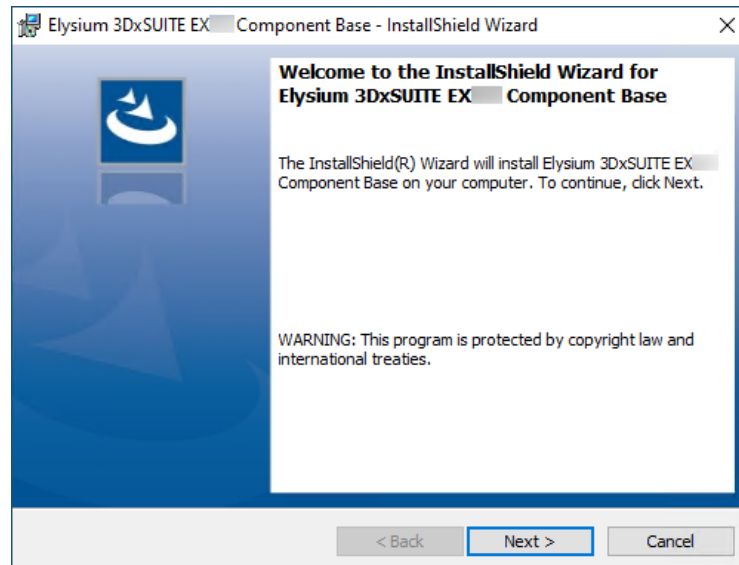 Elysium 3DxSUITE EX Component Base - InstallShield Wizard
Welcome to the InstallShield Wizard for
Elysium 3DxSUITE EX Component Base
The InstallShield(R) Wizard will install Elysium 3DxSUITE EX
Component Base on your computer. To continue, click Next.
WARNING: This program is protected by copyright law and
international treaties.
< Back
Next >
Cancel